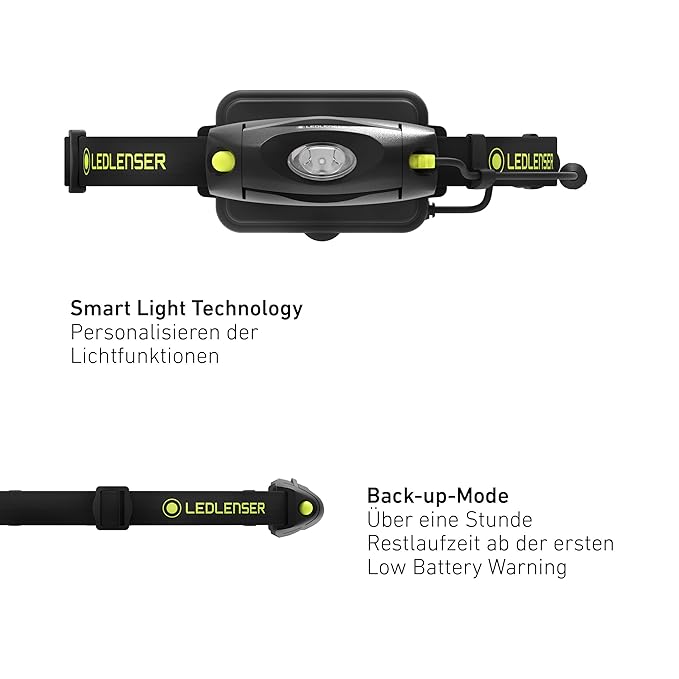 LEDLENSER
LEDLENSER
LEDLENSER
Smart Light Technology
Personalisieren der
Lichtfunktionen
LEDLENSER
Back-up-Mode
Über eine Stunde
Restlaufzeit ab der ersten
Low Battery Warning